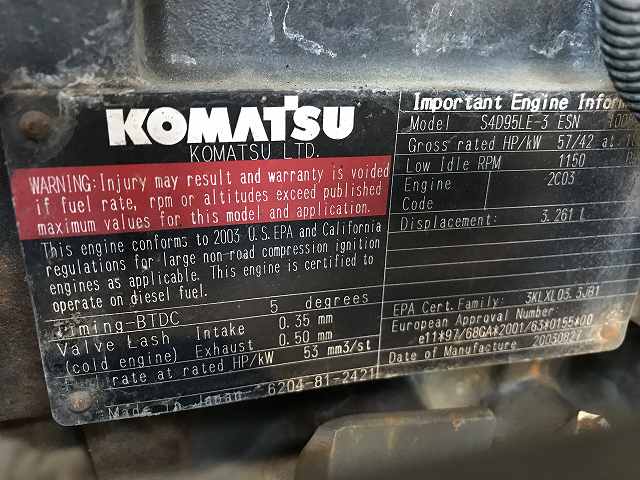 KOMATSU
KOMATSU LTD.
WARNING: Injury may result and warranty is voided
if fuel rate, rpm or altitudes exceed published
maximum values for this model and application.
This engine conforms to 2003 U.S.EPA and California
regulations for large non-road compression ignition
engines as applicable. This engine is certified to
operate on diesel fuel.
Timing-BTDC 5 degrees
Valve Lash Intake 0.35 mm
(cold engine) Exhaust 0.50 mm
rate at rated HP/kW 53 mm3/st
Made In Japan 6204-81-2421
Important Engine
Model S4D95LE-3 ESN
Gross rated HP/kW 57/42 at
Low Idle RPM 1150
Engine 2C03
Code
Displacement: 3.261 L
EPA Cert.Family: 3KLXL03.3JB1
European Approval Number
e11*97/68GA*2001/63*0155*00
Date of Manufacture